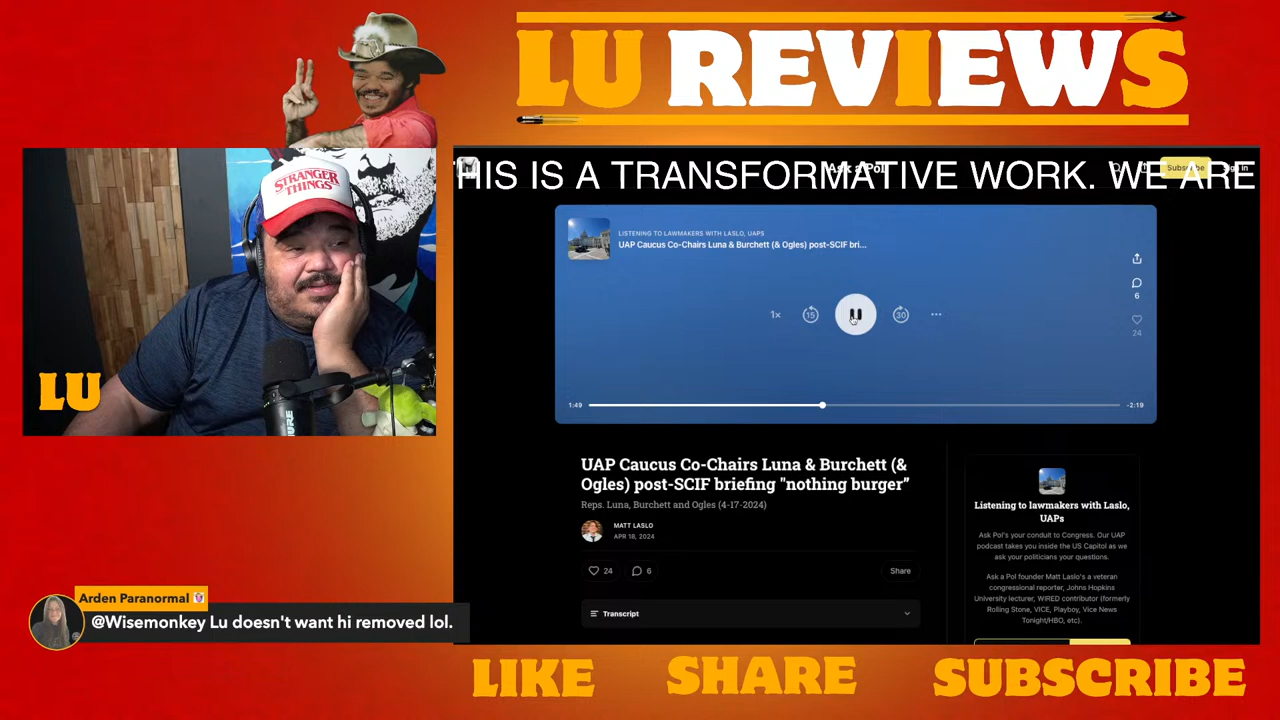 LU REVIEWS
STRANGER
THINGS
LU
THIS IS A TRANSFORMATIVE WORK. WE ARE
Ask a Pol
Subscribe
Sign in
LISTENING TO LAWMAKERS WITH LASLO, UAPS
UAP Caucus Co-Chairs Luna & Burchett (& Ogles) post-SCIF bri...
1x
15
30
6
24
1:49
-2:19
UAP Caucus Co-Chairs Luna & Burchett (&
Ogles) post-SCIF briefing "nothing burger"
Reps. Luna, Burchett and Ogles (4-17-2024)
MATT LASLO
APR 18, 2024
24
6
Share
Transcript
Listening to lawmakers with Laslo,
UAPs
Ask Pol's your conduit to Congress. Our UAP
podcast takes you inside the US Capitol as we
ask your politicians your questions.
Ask a Pol founder Matt Laslo's a veteran
congressional reporter, Johns Hopkins
University lecturer, WIRED contributor (formerly
Rolling Stone, VICE, Playboy, Vice News
Tonight/HBO, etc).
Arden Paranormal
@Wisemonkey Lu doesn't want hi removed lol.
LIKE SHARE SUBSCRIBE